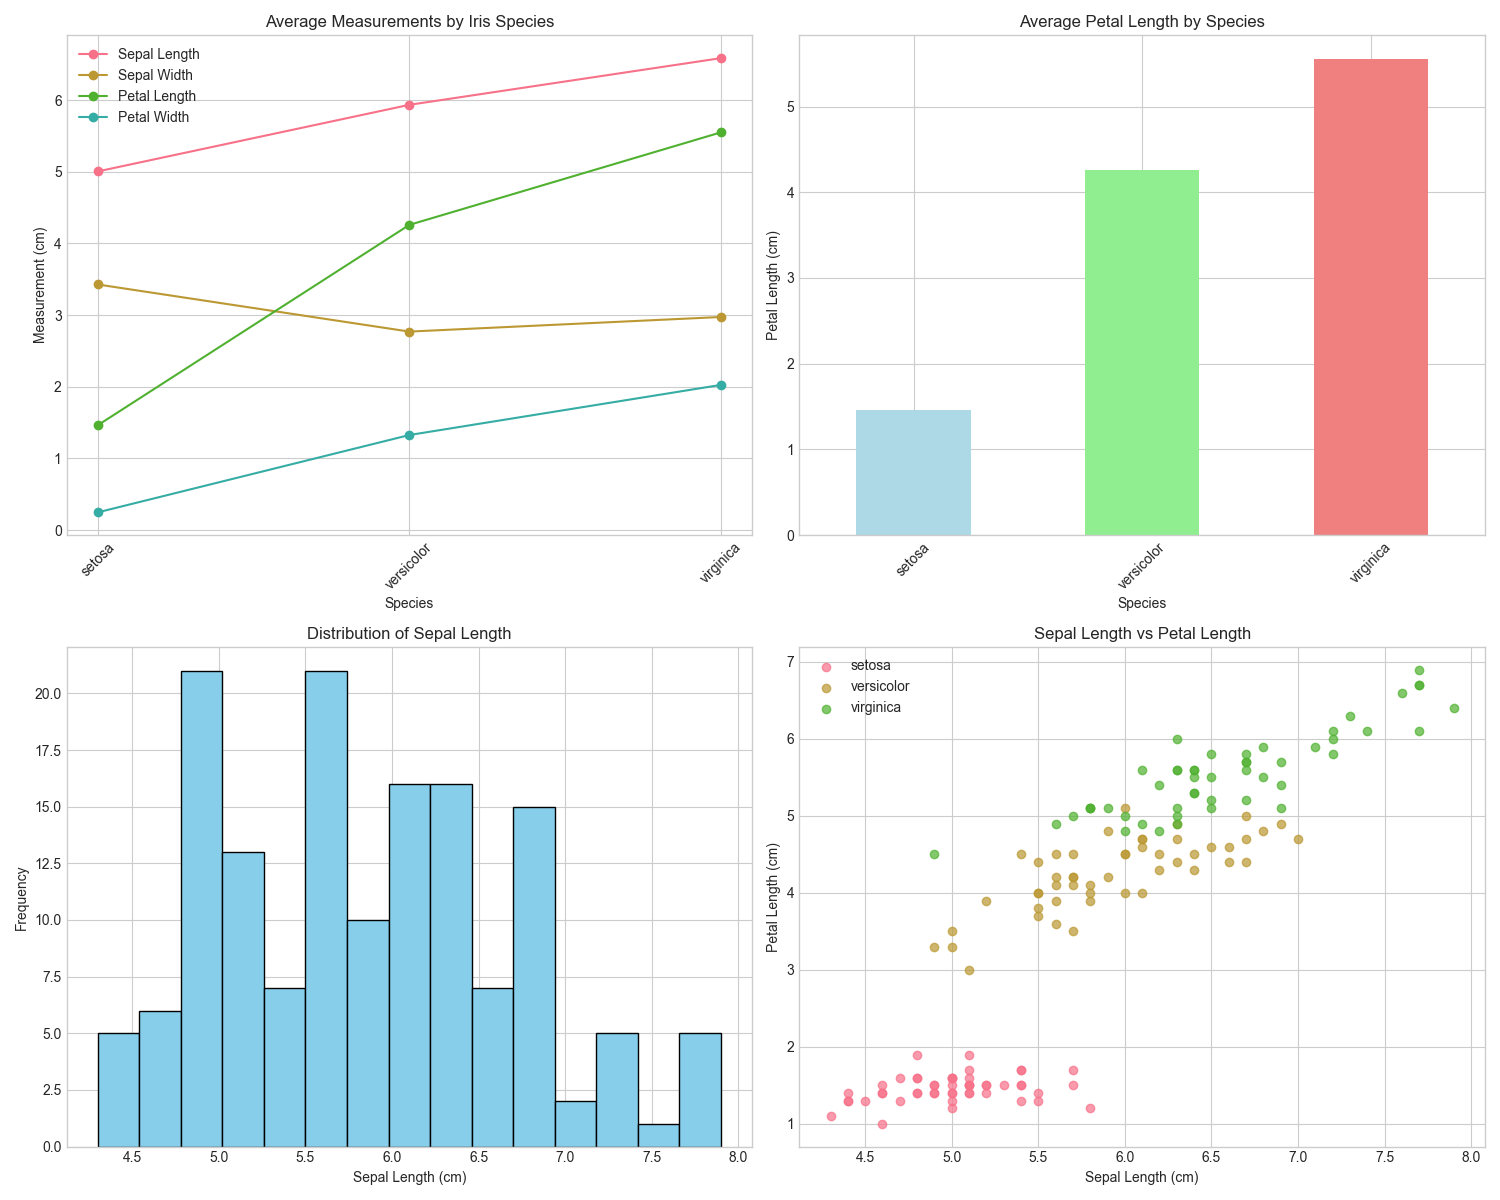 Average Measurements by Iris Species
Sepal Length
Sepal Width
Petal Length
Petal Width
Measurement (cm)
6
5
4
3
2
1
0
setosa
versicolor
virginica
Species
Average Petal Length by Species
Petal Length (cm)
5
4
3
2
1
0
setosa
versicolor
virginica
Species
Distribution of Sepal Length
Frequency
20.0
17.5
15.0
12.5
10.0
7.5
5.0
2.5
0.0
4.5 5.0 5.5 6.0 6.5 7.0 7.5 8.0
Sepal Length (cm)
Sepal Length vs Petal Length
setosa
versicolor
virginica
Petal Length (cm)
7
6
5
4
3
2
1
4.5 5.0 5.5 6.0 6.5 7.0 7.5 8.0
Sepal Length (cm)